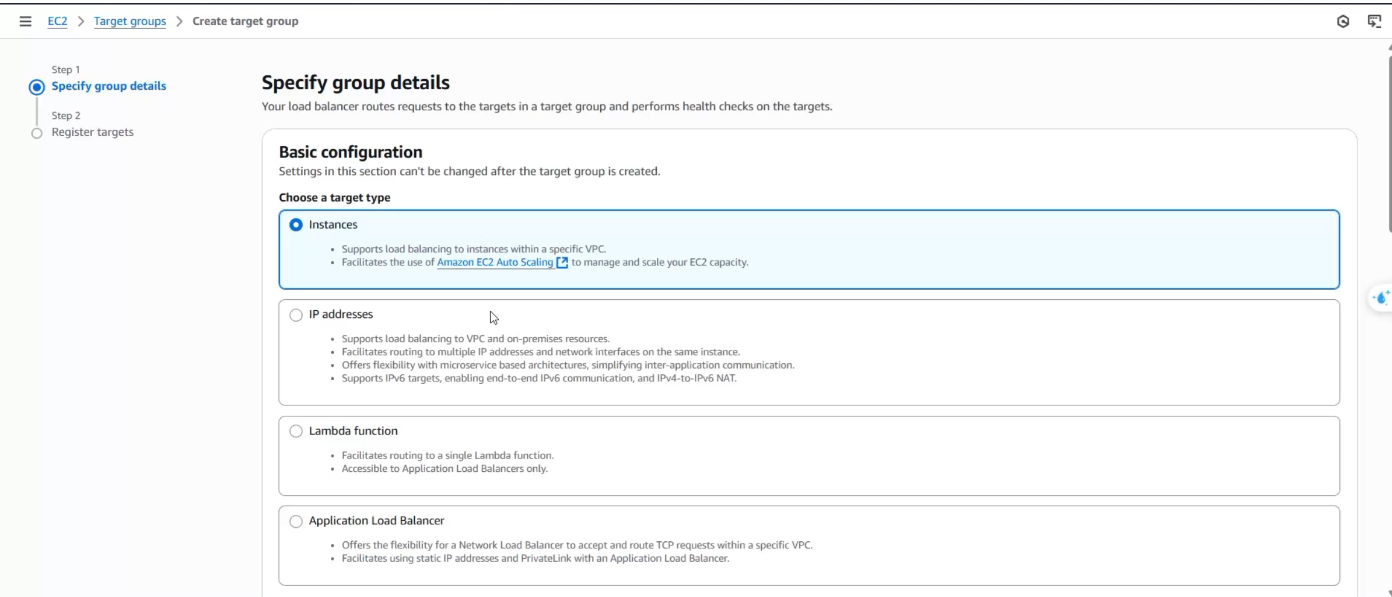 EC2 > Target groups > Create target group
Step 1
Specify group details
Step 2
Register targets
Specify group details
Your load balancer routes requests to the targets in a target group and performs health checks on the targets.
Basic configuration
Settings in this section can't be changed after the target group is created.
Choose a target type
Instances
• Supports load balancing to instances within a specific VPC.
• Facilitates the use of Amazon EC2 Auto Scaling to manage and scale your EC2 capacity.
IP addresses
• Supports load balancing to VPC and on-premises resources.
• Facilitates routing to multiple IP addresses and network interfaces on the same instance.
• Offers flexibility with microservice based architectures, simplifying inter-application communication.
• Supports IPv6 targets, enabling end-to-end IPv6 communication, and IPv4-to-IPv6 NAT.
Lambda function
• Facilitates routing to a single Lambda function.
• Accessible to Application Load Balancers only.
Application Load Balancer
• Offers the flexibility for a Network Load Balancer to accept and route TCP requests within a specific VPC.
• Facilitates using static IP addresses and PrivateLink with an Application Load Balancer.